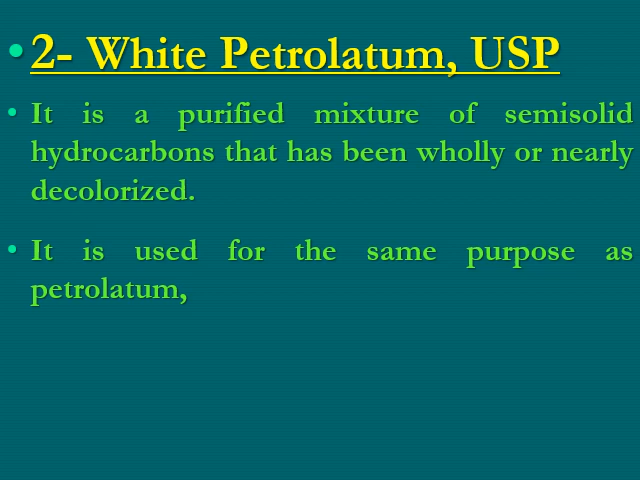 • 2- White Petrolatum, USP
• It is a purified mixture of semisolid
hydrocarbons that has been wholly or nearly
decolorized.
• It is used for the same purpose as
petrolatum,